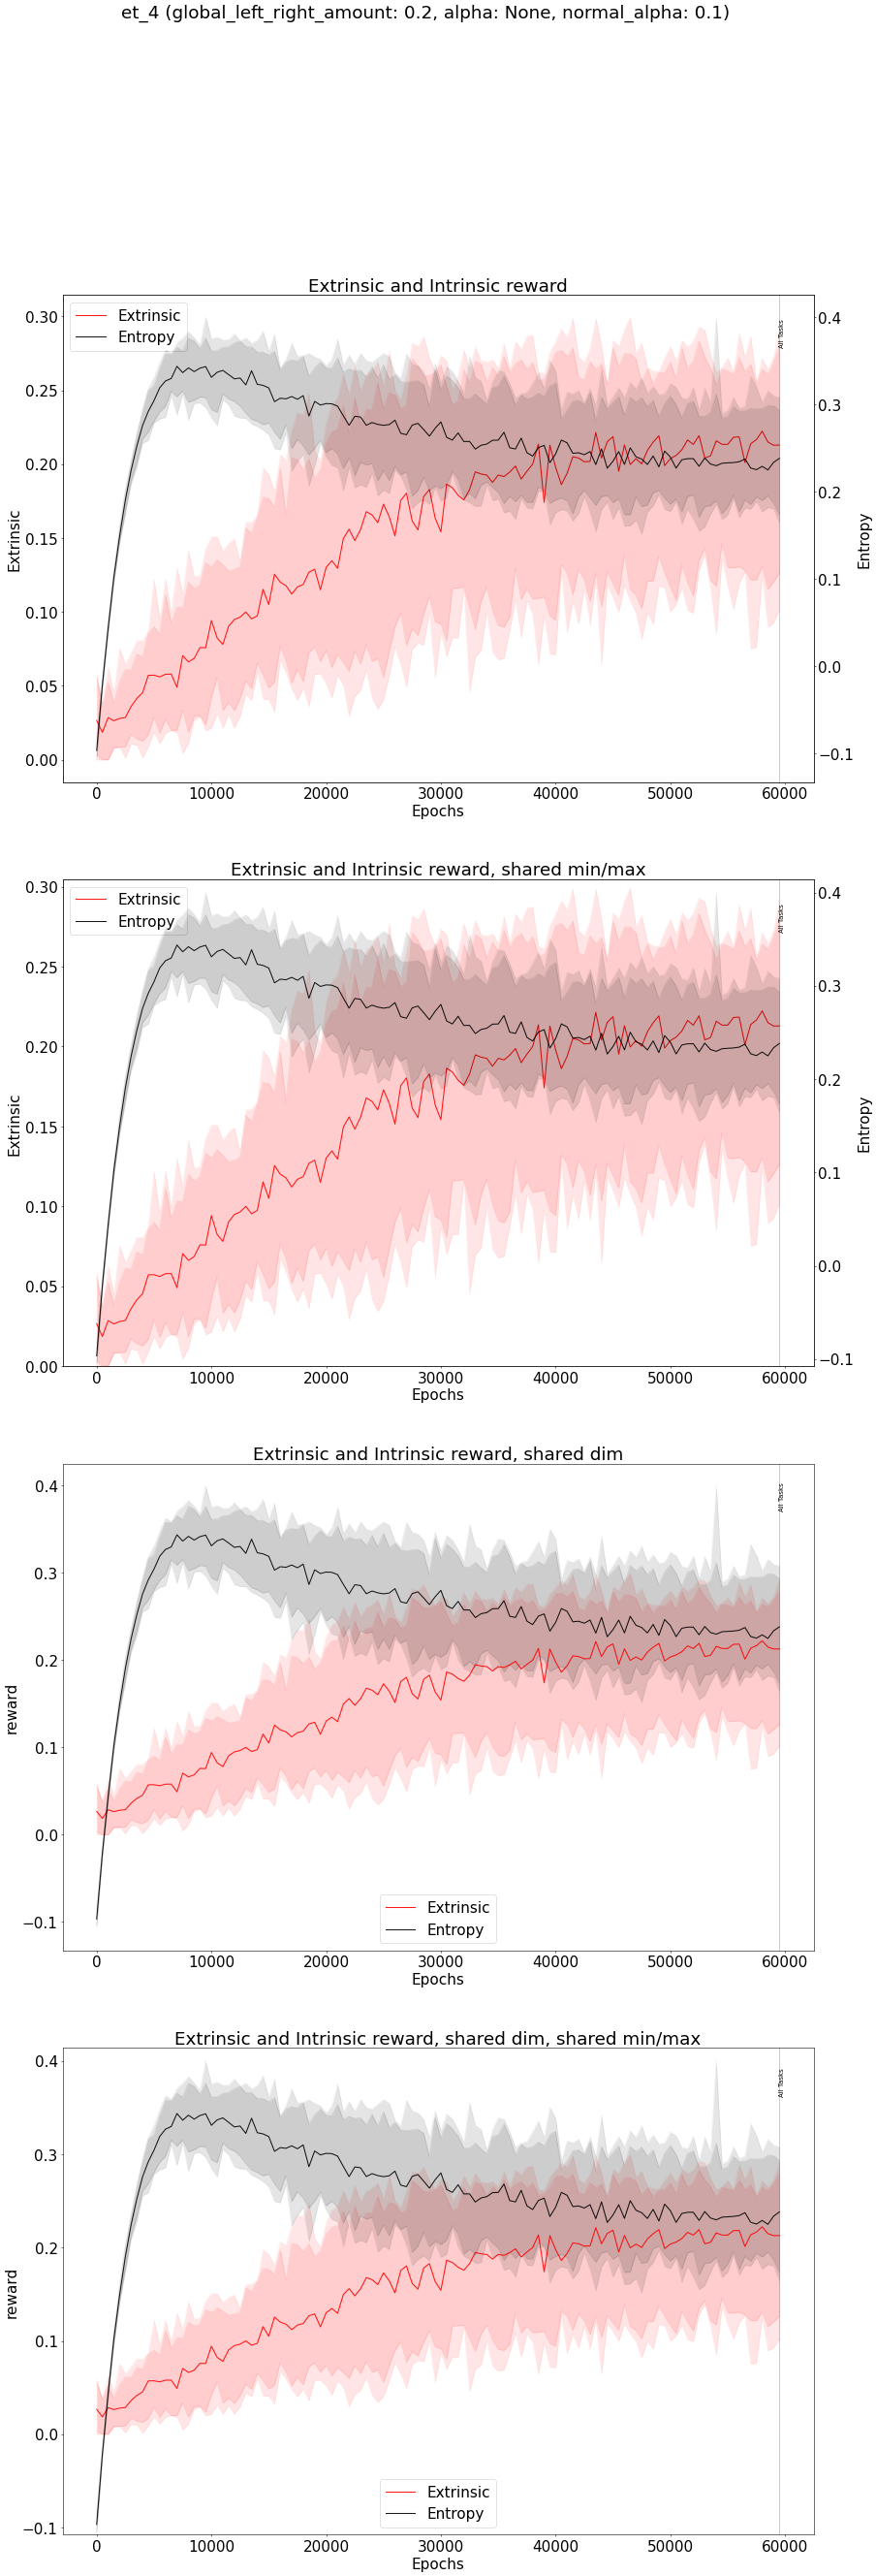 et_4 (global_left_right_amount: 0.2, alpha: None, normal_alpha: 0.1)
Extrinsic and Intrinsic reward
Extrinsic
Entropy
All Tasks
0.30
0.25
0.20
0.15
0.10
0.05
0.00
Extrinsic
0.4
0.3
0.2
0.1
0.0
−0.1
Entropy
0 10000 20000 30000 40000 50000 60000
Epochs
Extrinsic and Intrinsic reward, shared min/max
Extrinsic
Entropy
All Tasks
0.30
0.25
0.20
0.15
0.10
0.05
0.00
Extrinsic
0.4
0.3
0.2
0.1
0.0
−0.1
Entropy
0 10000 20000 30000 40000 50000 60000
Epochs
Extrinsic and Intrinsic reward, shared dim
All Tasks
0.4
0.3
0.2
0.1
0.0
−0.1
reward
Extrinsic
Entropy
0 10000 20000 30000 40000 50000 60000
Epochs
Extrinsic and Intrinsic reward, shared dim, shared min/max
All Tasks
0.4
0.3
0.2
0.1
0.0
−0.1
reward
Extrinsic
Entropy
0 10000 20000 30000 40000 50000 60000
Epochs